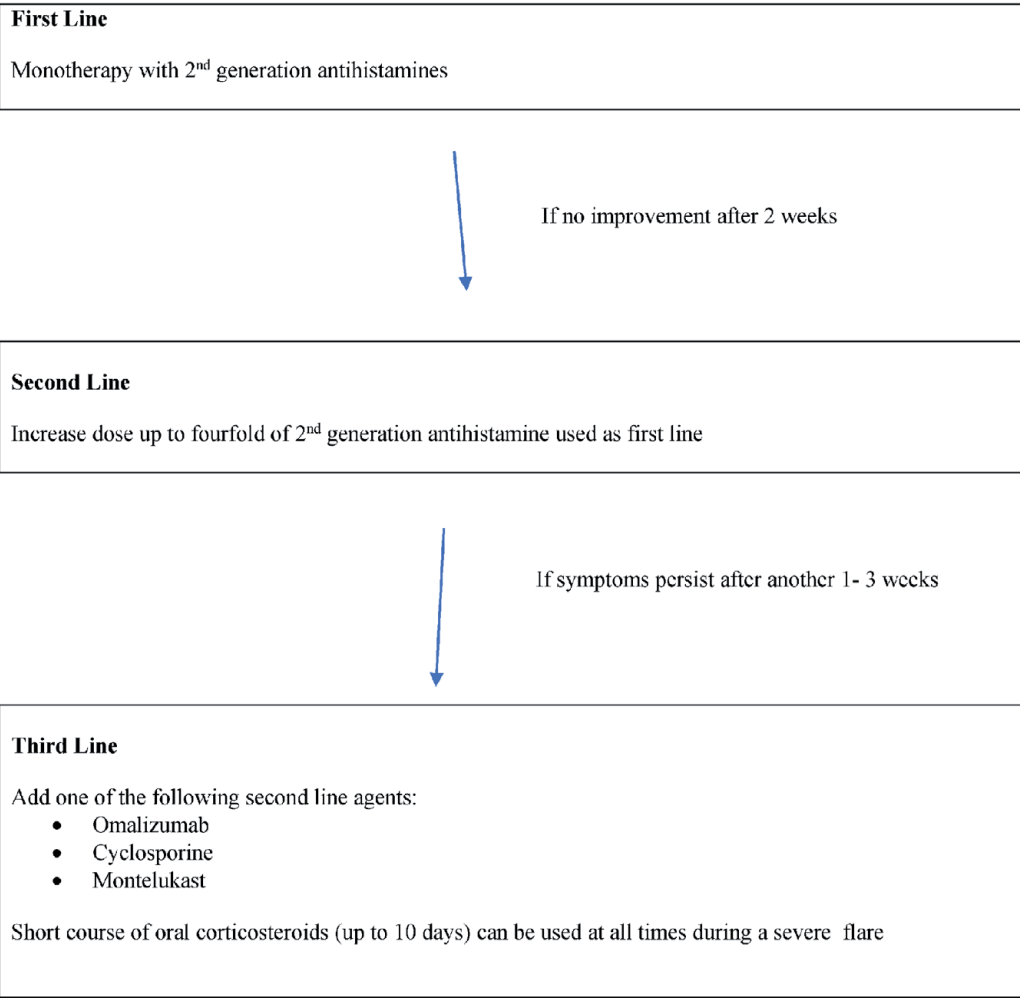 First Line
Monotherapy with 2nd generation antihistamines
If no improvement after 2 weeks
Second Line
Increase dose up to fourfold of 2nd generation antihistamine used as first line
If symptoms persist after another 1- 3 weeks
Third Line
Add one of the following second line agents:
• Omalizumab
• Cyclosporine
• Montelukast
Short course of oral corticosteroids (up to 10 days) can be used at all times during a severe flare